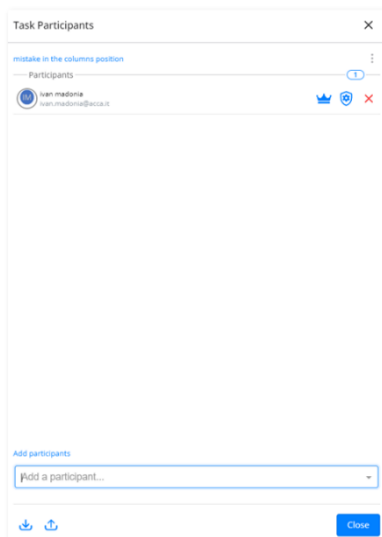 Task Participants
mistake in the columns position
Participants
1
IM
ivan madonia
ivan.madonia@acca.it
Add participants
Add a participant...
Close